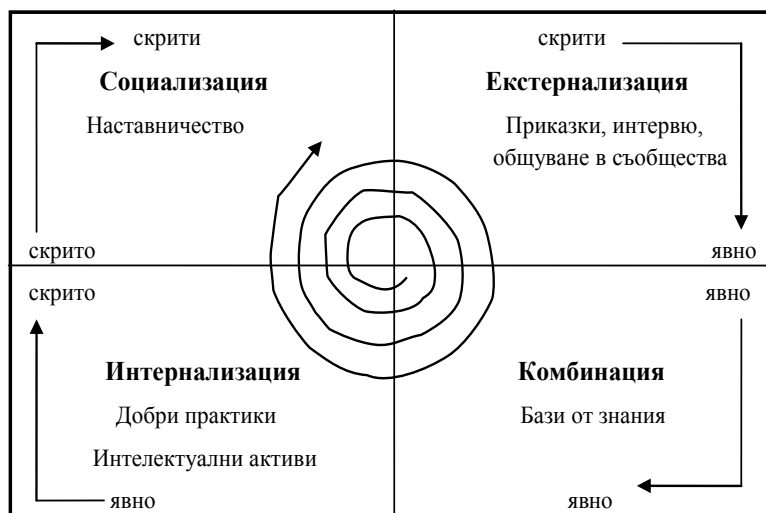 скрити
Социализация
Наставничество
скрито
скрити
Екстернализация
Приказки, интервю,
общуване в съобщества
явно
скрито
Интернализация
Добри практики
Интелектуални активи
явно
явно
Комбинация
Бази от знания
явно